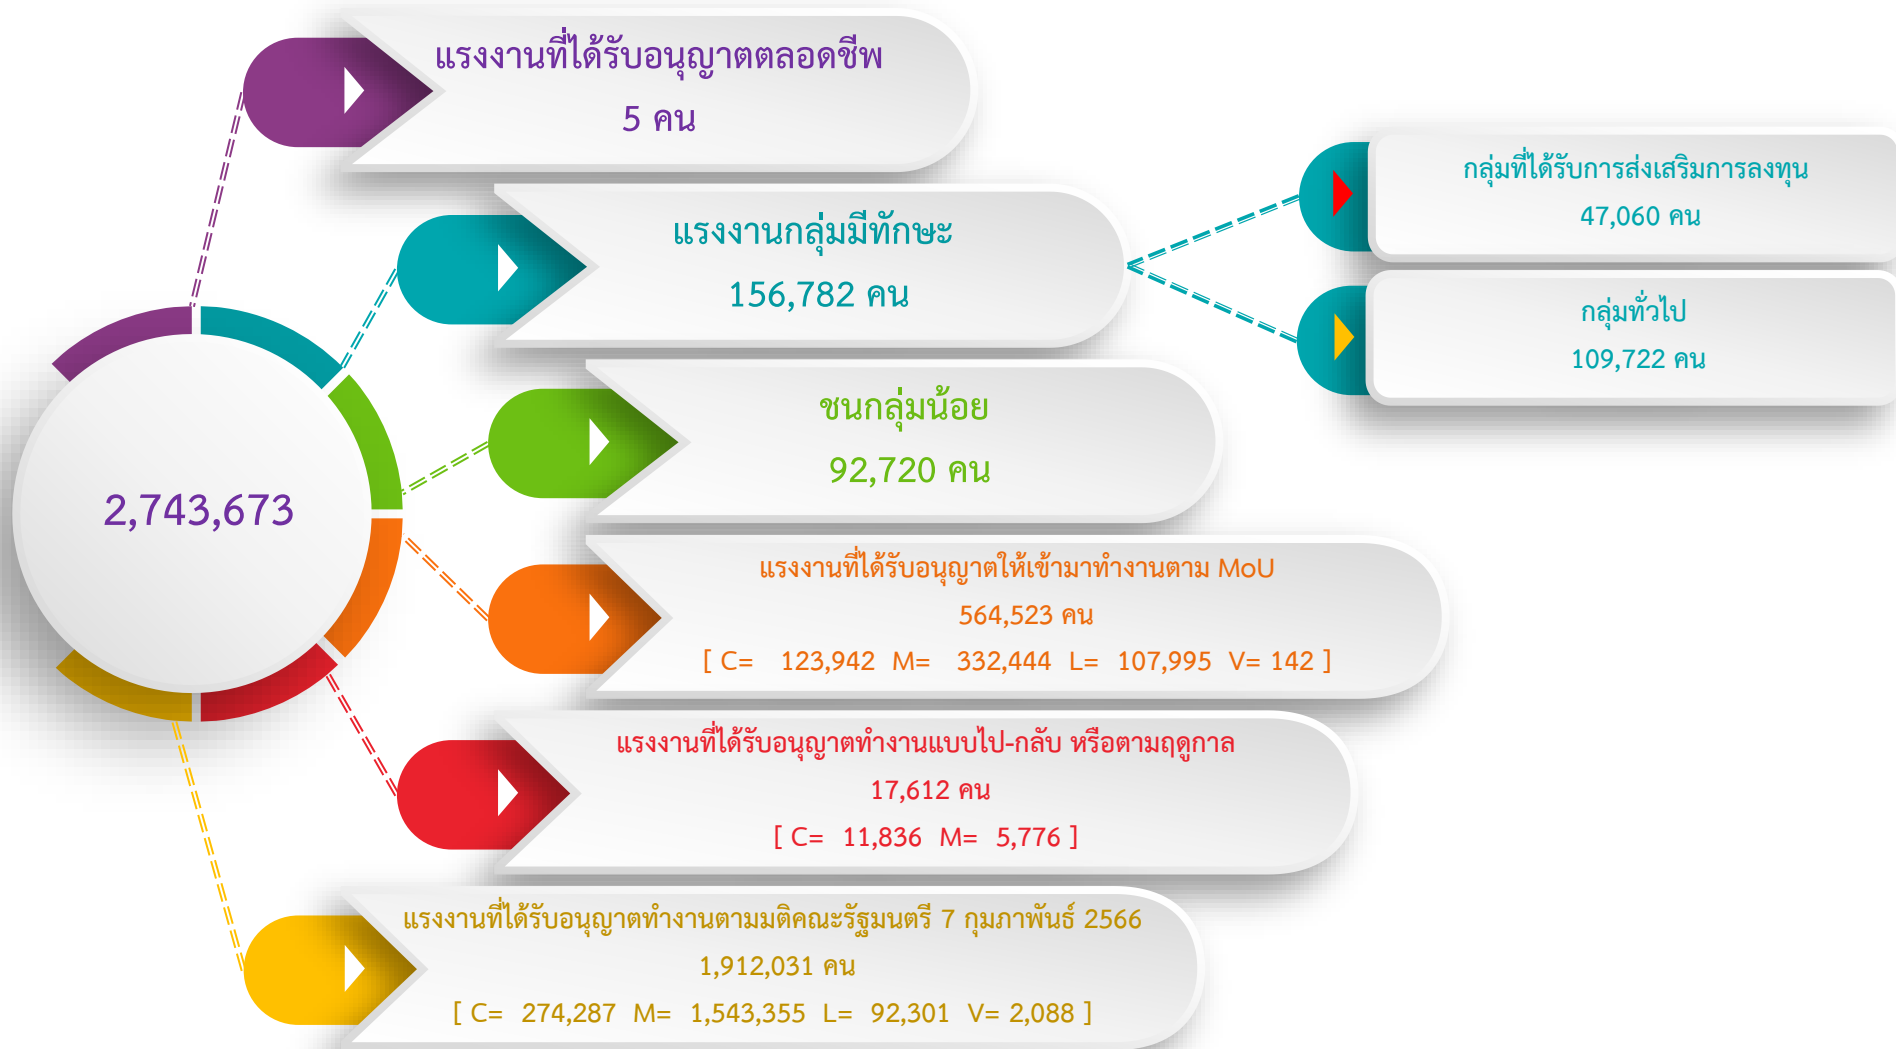 แรงงานที่ได้รับอนุญาตตลอดชีพ
5 คน
แรงงานกลุ่มมีทักษะ
156,782 คน
กลุ่มที่ได้รับการส่งเสริมการลงทุน
47,060 คน
กลุ่มทั่วไป
109,722 คน
ชนกลุ่มน้อย
92,720 คน
2,743,673
แรงงานที่ได้รับอนุญาตให้เข้ามาทำงานตาม MoU
564,523 คน
[ C= 123,942 M= 332,444 L= 107,995 V= 142 ]
แรงงานที่ได้รับอนุญาตทำงานแบบไป-กลับ หรือตามฤดูกาล
17,612 คน
[ C= 11,836 M= 5,776 ]
แรงงานที่ได้รับอนุญาตทำงานตามมติคณะรัฐมนตรี 7 กุมภาพันธ์ 2566
1,912,031 คน
[ C= 274,287 M= 1,543,355 L= 92,301 V= 2,088 ]